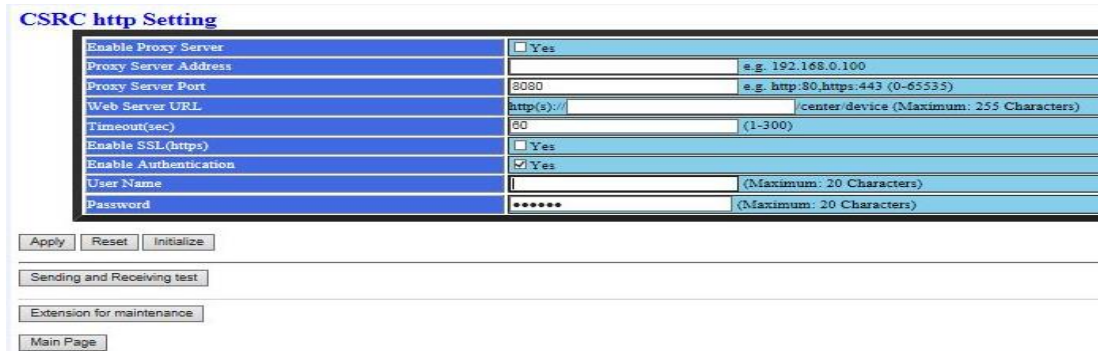 CSRC http Setting
Enable Proxy Server Yes
Proxy Server Address e.g. 192.168.0.100
Proxy Server Port 8080 e.g. http:80,https:443 (0-65535)
Web Server URL http(s):// /center/device (Maximum: 255 Characters)
Timeout(sec) 60 (1-300)
Enable SSL(https) Yes
Enable Authentication Yes
User Name (Maximum: 20 Characters)
Password •••••• (Maximum: 20 Characters)
Apply Reset Initialize
Sending and Receiving test
Extension for maintenance
Main Page